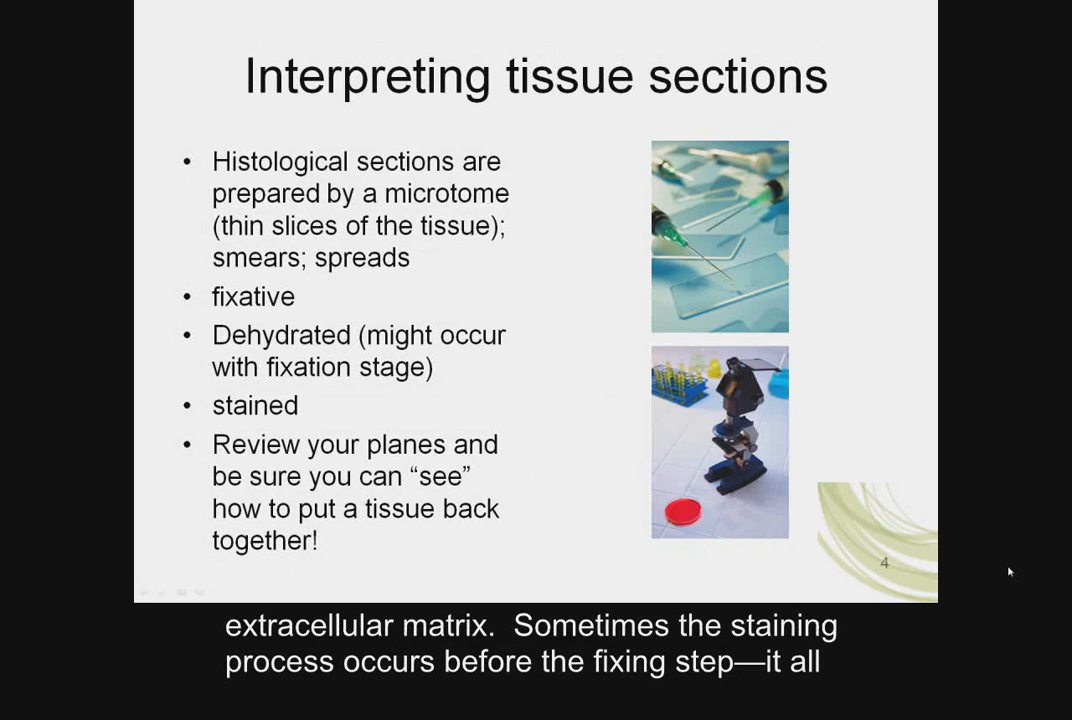 Interpreting tissue sections
• Histological sections are
prepared by a microtome
(thin slices of the tissue);
smears; spreads
• fixative
• Dehydrated (might occur
with fixation stage)
• stained
• Review your planes and
be sure you can “see”
how to put a tissue back
together!
4
extracellular matrix.  Sometimes the staining
process occurs before the fixing step—it all